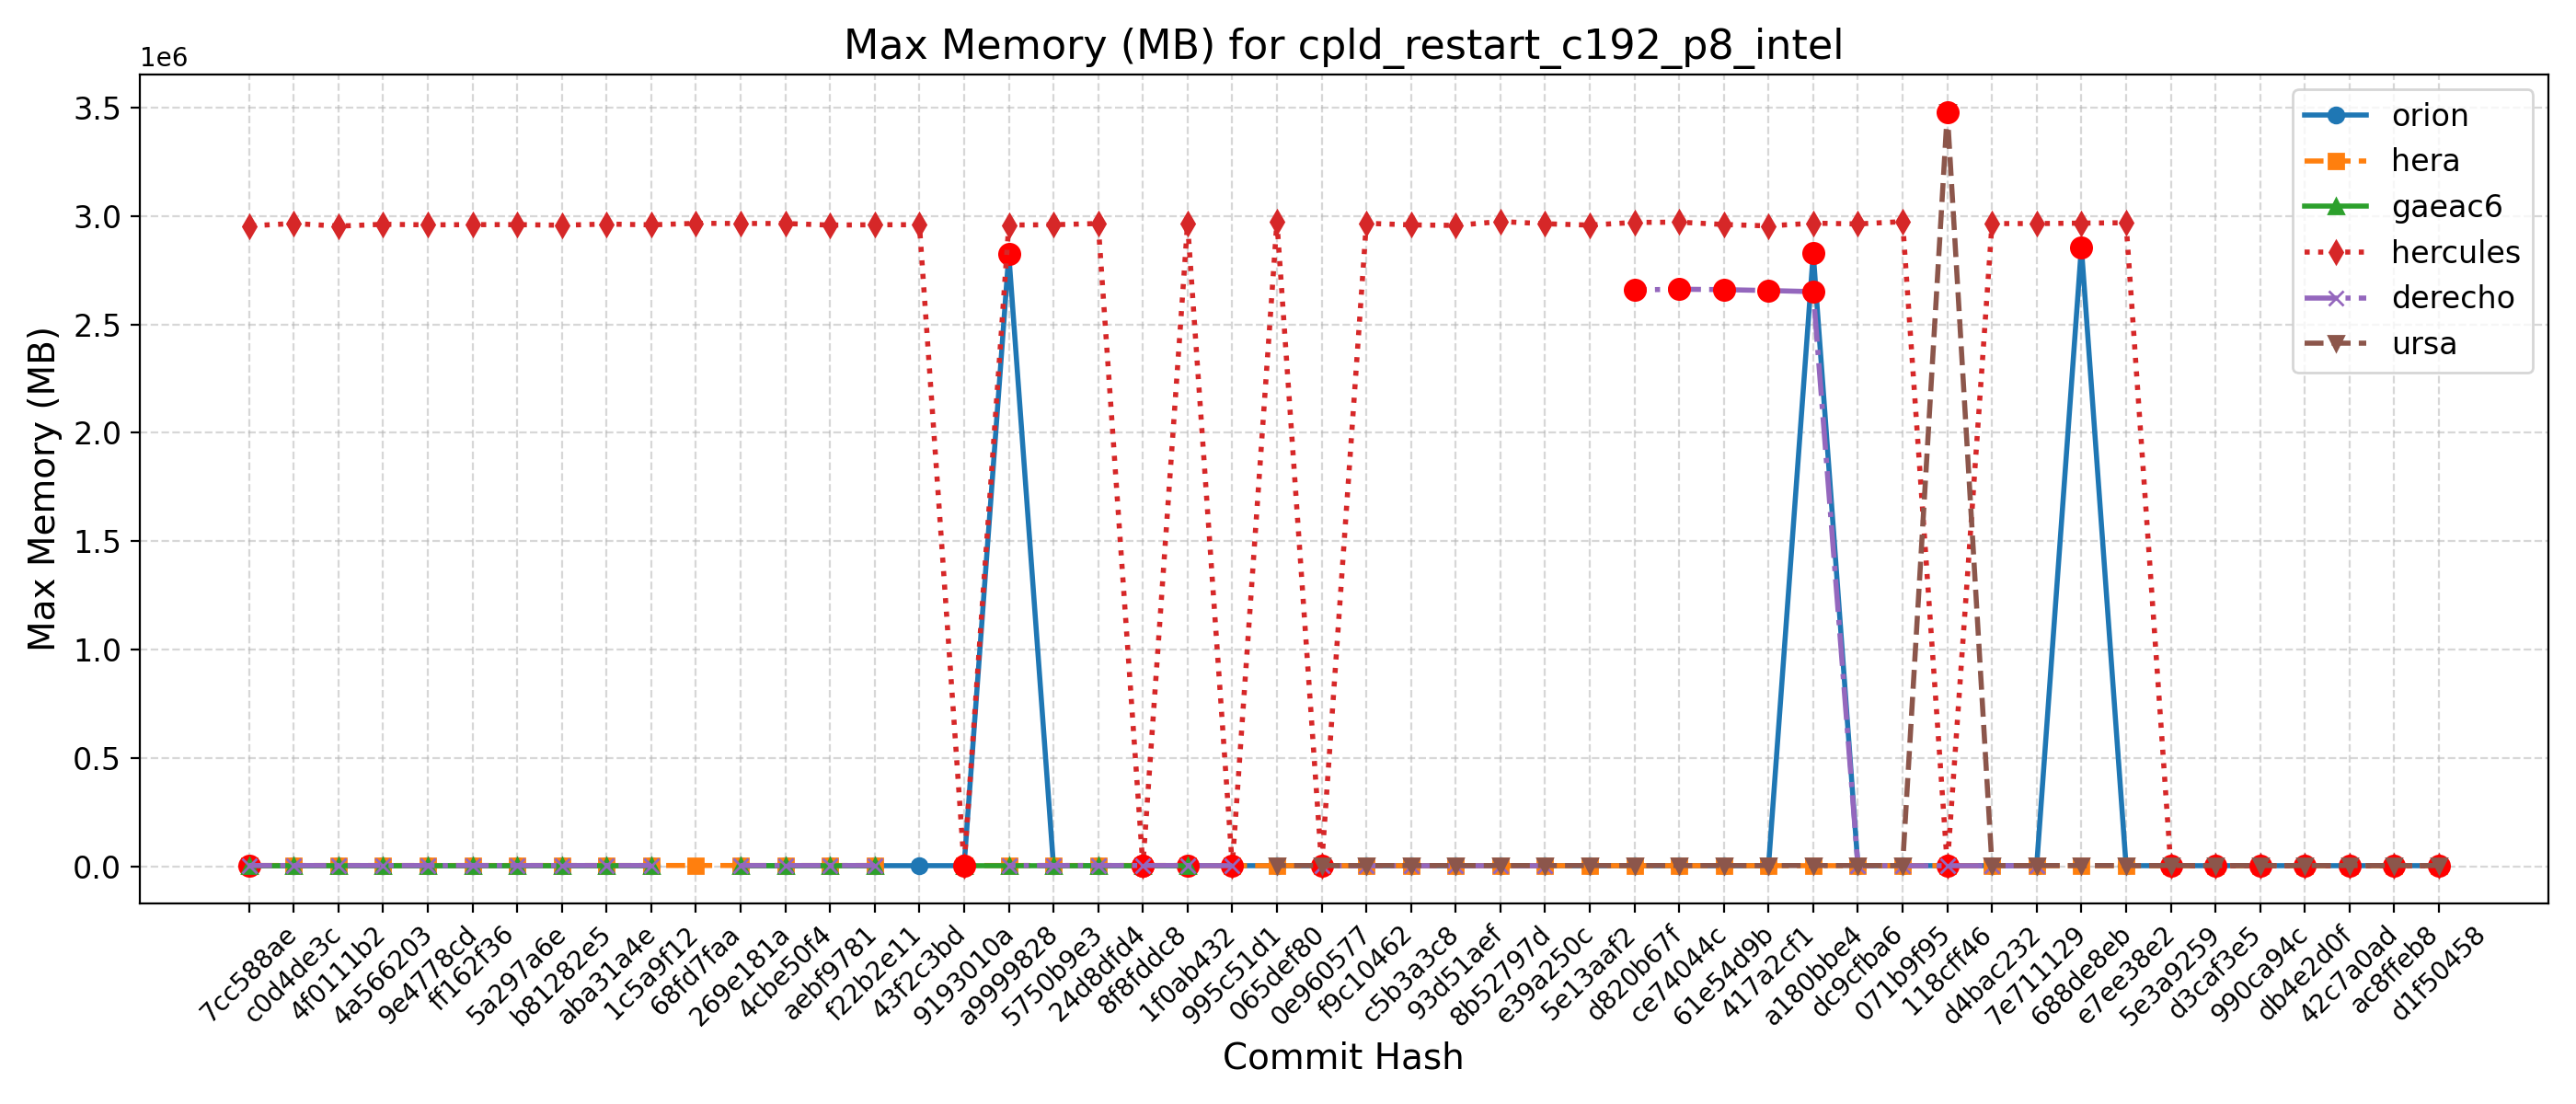 Max Memory (MB) for cpld_restart_c192_p8_intel
1e6
3.5
3.0
2.5
2.0
1.5
1.0
0.5
0.0
Max Memory (MB)
orion
hera
gaeac6
hercules
derecho
ursa
7cc588ae
c0d4de3c
4f0111b2
4a566203
9e4778cd
ff162f36
5a297a6e
b81282e5
aba31a4e
1c5a9f12
68fd7faa
269e181a
4cbe50f4
aebf9781
f22b2e11
43f2c3bd
9193010a
a9999828
5750b9e3
24d8dfd4
8f8fddc8
1f0ab432
995c51d1
065def80
0e960577
f9c10462
c5b3a3c8
93d51aef
8b52797d
e39a250c
5e13aaf2
d820b67f
ce74044c
61e54d9b
417a2cf1
a180bbe4
dc9cfba6
071b9f95
118cff46
d4bac232
7e711129
688de8eb
e7ee38e2
5e3a9259
d3caf3e5
990ca94c
db4e2d0f
42c7a0ad
ac8ffeb8
d1f50458
Commit Hash